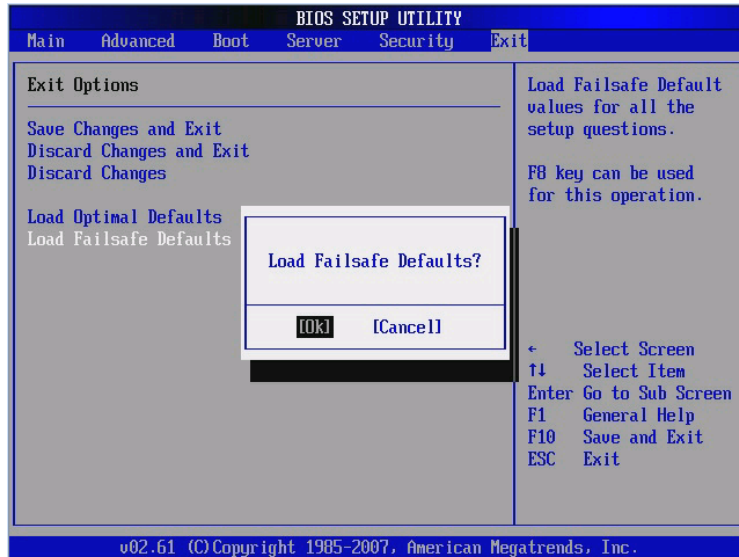 BIOS SETUP UTILITY
Main Advanced Boot Server Security Exit
Exit Options
Save Changes and Exit
Discard Changes and Exit
Discard Changes
Load Optimal Defaults
Load Failsafe Defaults
Load Failsafe Defaults?
[Ok] [Cancel]
Load Failsafe Default
values for all the
setup questions.
F8 key can be used
for this operation.
← Select Screen
↑↓ Select Item
Enter Go to Sub Screen
F1 General Help
F10 Save and Exit
ESC Exit
v02.61 (C)Copyright 1985-2007, American Megatrends, Inc.